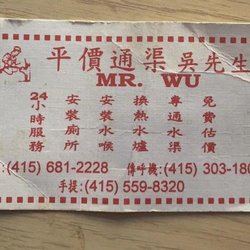 平價通渠吳先生
MR. WU
免費估價
專通水渠
換熱水爐
安裝水喉
安裝廁所
24小時服務
:(415) 681-2228 傳呼機:(415) 303-180
手提:(415) 559-8320